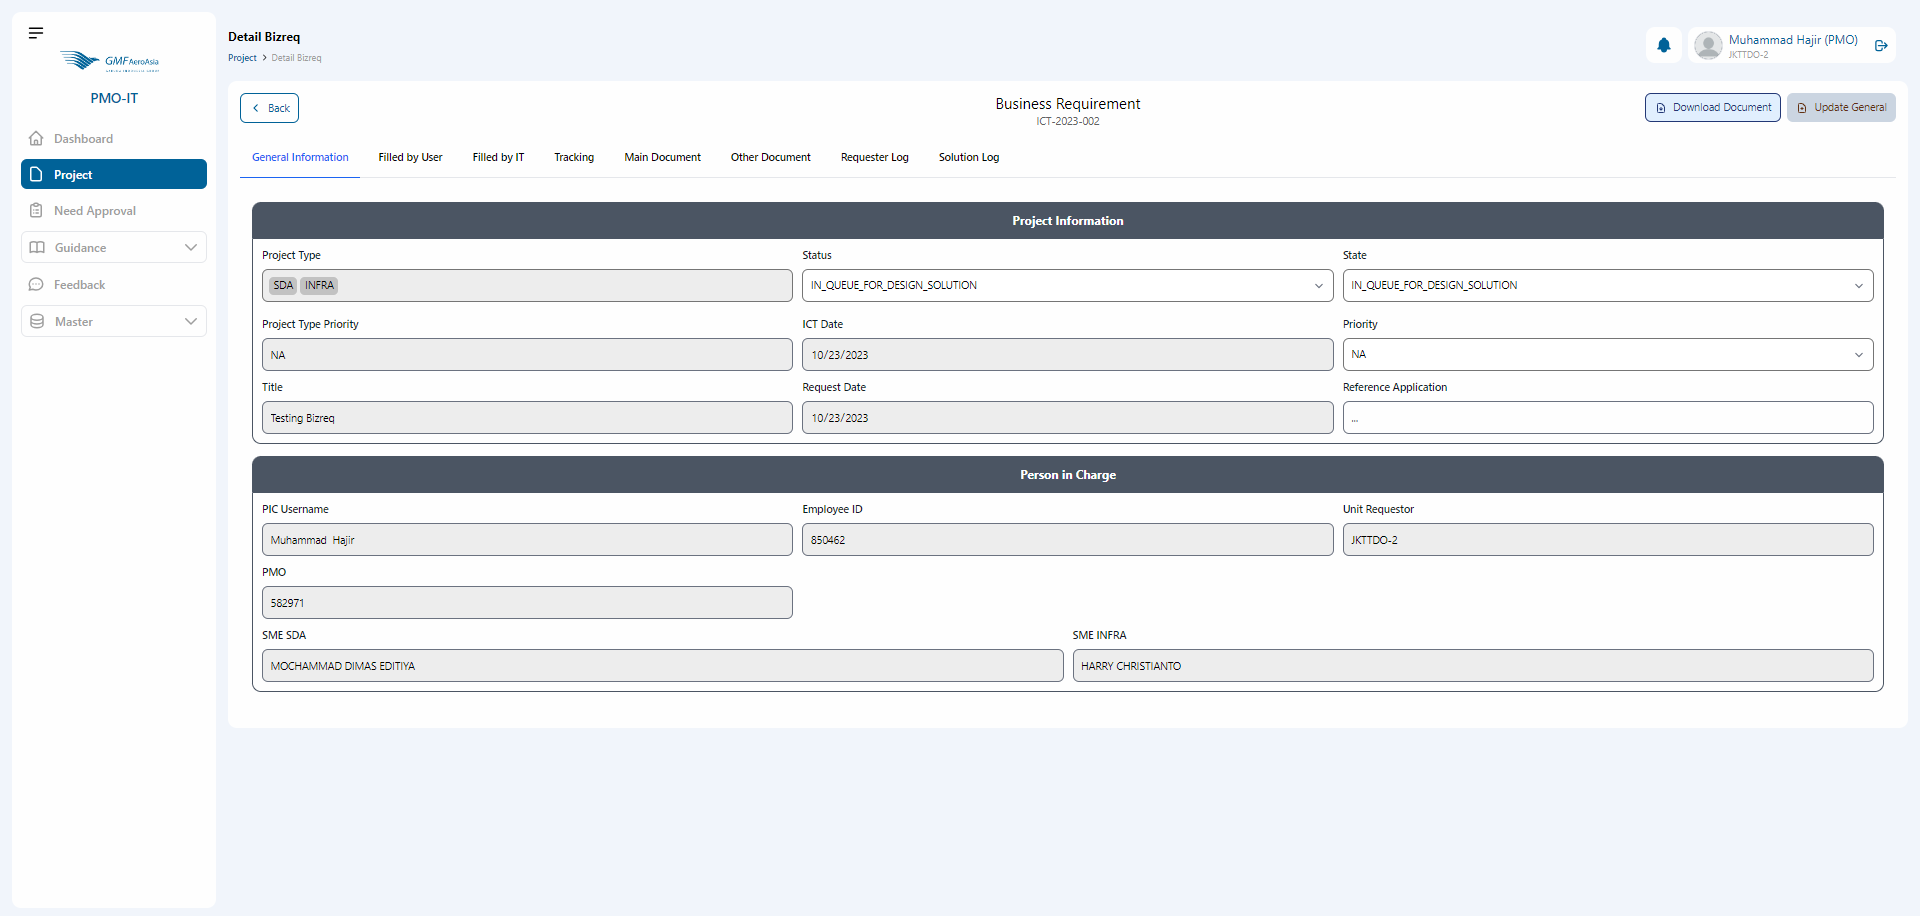 GMF AeroAsia
PMO-IT
Dashboard
Project
Need Approval
Guidance
Feedback
Master
Detail Bizreq
Project > Detail Bizreq
Muhammad Hajir (PMO)
JKTTDO-2
Back
Business Requirement
ICT-2023-002
Download Document
Update General
General Information Filled by User Filled by IT Tracking Main Document Other Document Requester Log Solution Log
Project Information
Project Type Status State
SDA INFRA IN_QUEUE_FOR_DESIGN_SOLUTION IN_QUEUE_FOR_DESIGN_SOLUTION
Project Type Priority ICT Date Priority
NA 10/23/2023 NA
Title Request Date Reference Application
Testing Bizreq 10/23/2023 ...
Person in Charge
PIC Username Employee ID Unit Requestor
Muhammad Hajir 850462 JKTTDO-2
PMO
582971
SME SDA SME INFRA
MOCHAMMAD DIMAS EDITIYA HARRY CHRISTIANTO